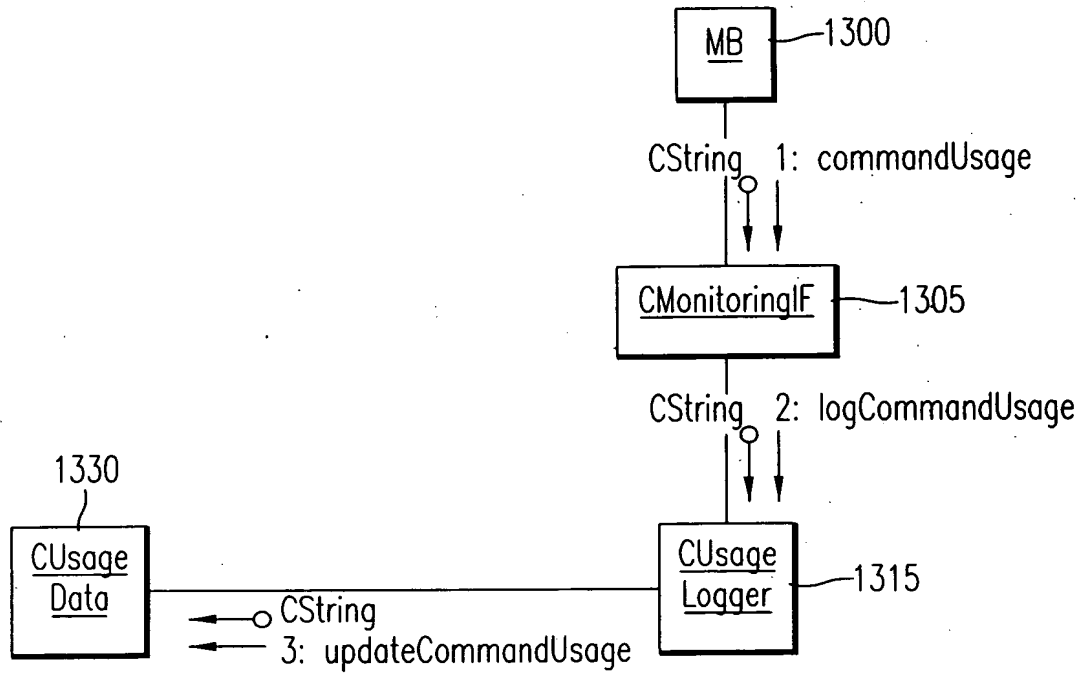 MB
1300
CString 1: commandUsage
CMonitoringIF
1305
CString 2: logCommandUsage
1330
CUsage
Data
CUsage
Logger
1315
CString
3: updateCommandUsage